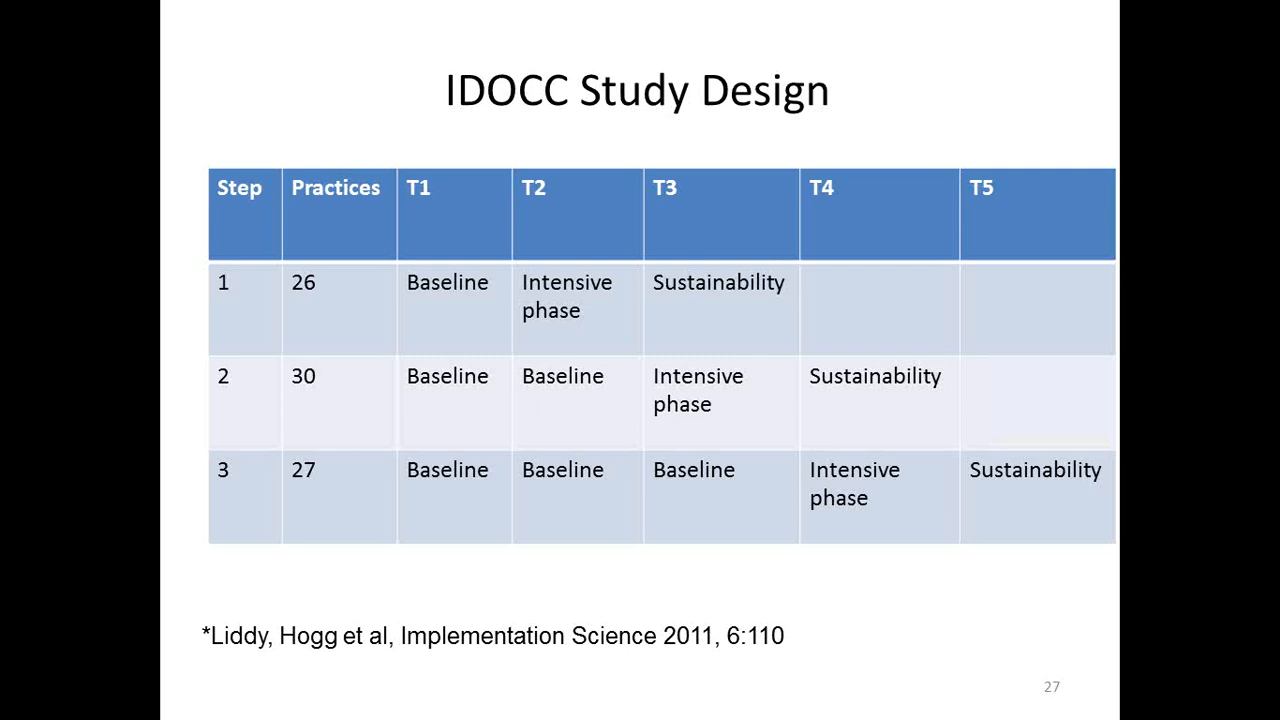 IDOCC Study Design
Step Practices T1 T2 T3 T4 T5
1 26 Baseline Intensive phase Sustainability
2 30 Baseline Baseline Intensive phase Sustainability
3 27 Baseline Baseline Baseline Intensive phase Sustainability
*Liddy, Hogg et al, Implementation Science 2011, 6:110
27